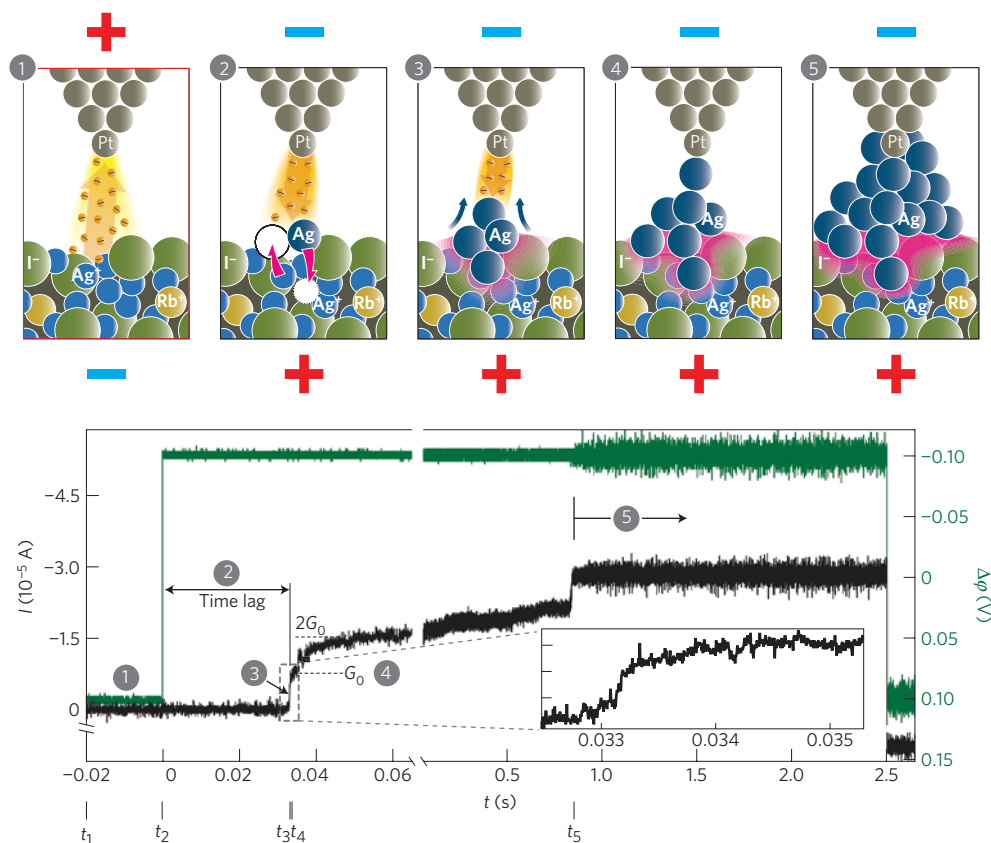 + − − − −
1 2 3 4 5
Pt Pt Pt Pt Pt
Ag Ag Ag Ag
I⁻ I⁻ I⁻ I⁻
Ag⁺ Ag⁺ Ag⁺ Ag⁺
Rb⁺ Rb⁺ Rb⁺ Rb⁺ Rb⁺
− + + + +
I (10⁻⁵ A)
−4.5
−3.0
−1.5
0
1
2
Time lag
3
2G₀
G₀
4
5
0.033 0.034 0.035
−0.10
−0.05
0
0.05
0.10
0.15
Δφ (V)
−0.02 0 0.02 0.04 0.06 0.5 1.0 1.5 2.0 2.5
t (s)
t₁ t₂ t₃ t₄ t₅